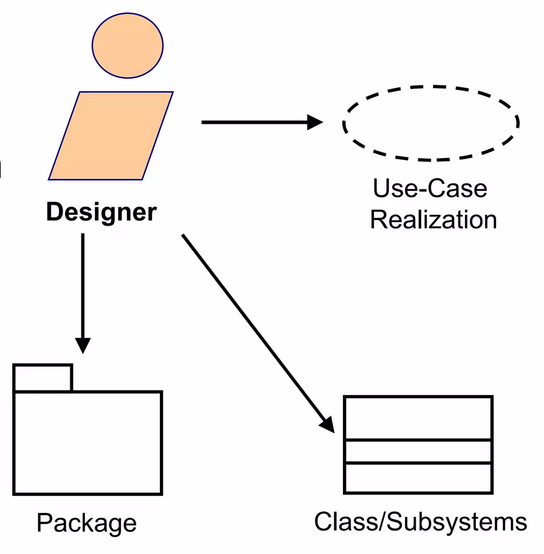 Designer
Use-Case
Realization
Package
Class/Subsystems